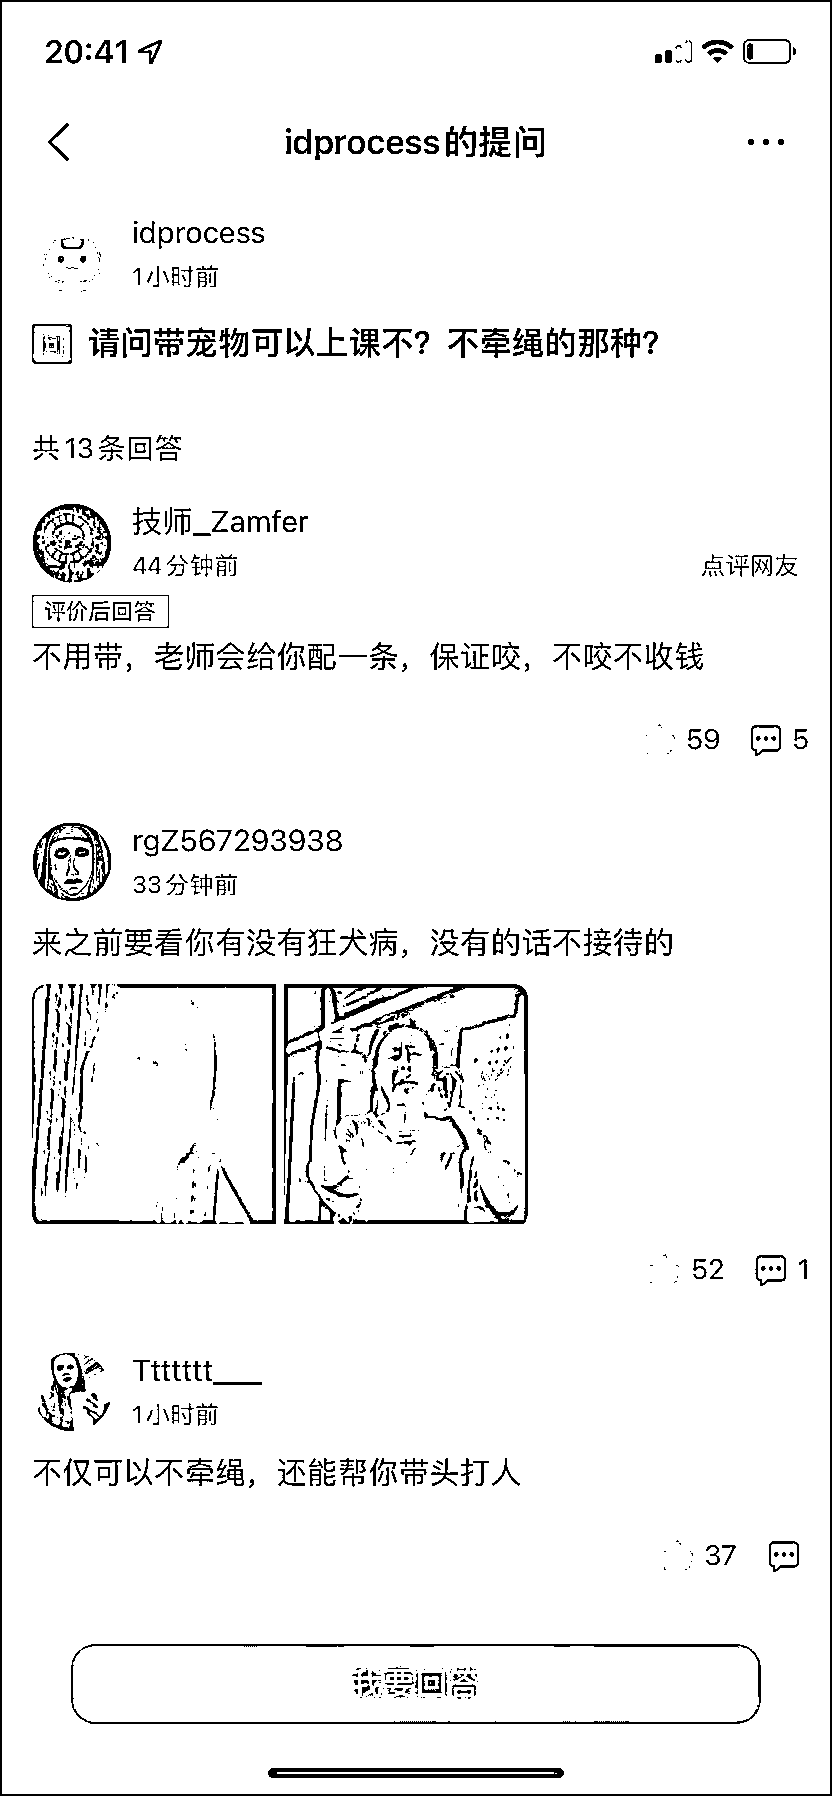 20:41
idprocess的提问
idprocess
1小时前
问 请问带宠物可以上课不？不牵绳的那种？
共13条回答
技师_Zamfer
44分钟前
点评网友
评价后回答
不用带，老师会给你配一条，保证咬，不咬不收钱
59 5
rgZ567293938
33分钟前
来之前要看你有没有狂犬病，没有的话不接待的
52 1
Ttttttt___
1小时前
不仅可以不牵绳，还能帮你带头打人
37
我要回答